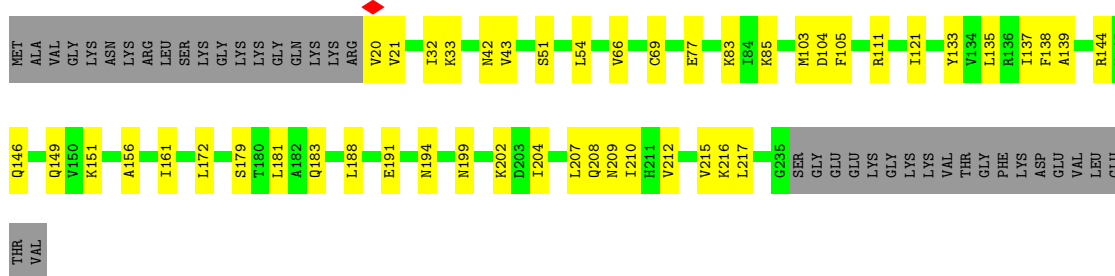 MET ALA VAL GLY LYS ASN LYS ARG LEU SER LYS GLY LYS LYS GLY GLN LYS LYS ARG V20 V21 I32 K33 N42 V43 S51 L54 V66 C69 E77 K83 I84 K85 M103 D104 F105 R111 I121 Y133 V134 L135 R136 I137 F138 A139 R144
Q146 Q149 V150 K151 A156 I161 L172 S179 T180 L181 A182 Q183 L188 E191 N194 N199 K202 D203 I204 L207 Q208 N209 I210 H211 V212 V215 K216 L217 G235 SER GLY GLU GLU LYS GLY LYS LYS VAL THR GLY PHE LYS ASP GLU VAL LEU GLU
THR VAL